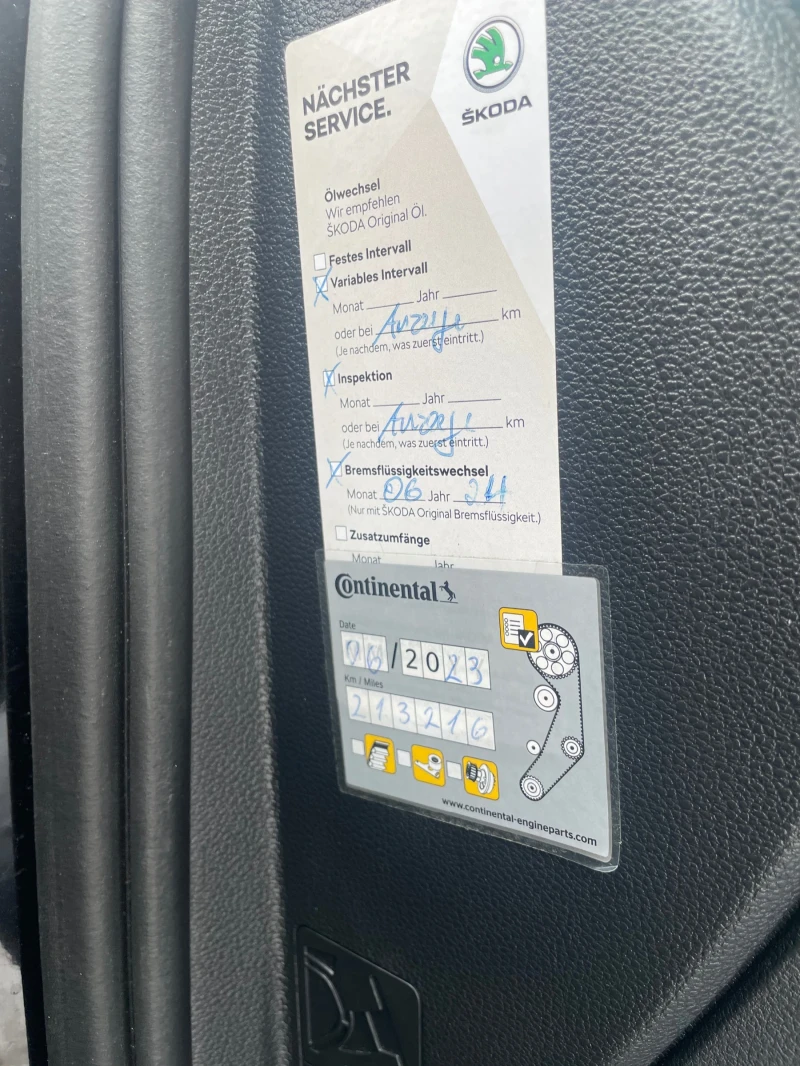 NÄCHSTER
SERVICE.
ŠKODA
Ölwechsel
Wir empfehlen
ŠKODA Original Öl.
Festes Intervall
Variables Intervall
Monat Jahr
oder bei Anzeige km
(Je nachdem, was zuerst eintritt.)
Inspektion
Monat Jahr
oder bei Anzeige km
(Je nachdem, was zuerst eintritt.)
Bremsflüssigkeitswechsel
Monat 06 Jahr 24
(Nur mit ŠKODA Original Bremsflüssigkeit.)
Zusatzumfänge
Monat Jahr
Continental
Date
06/2023
Km / Miles
213216
www.continental-engineparts.com